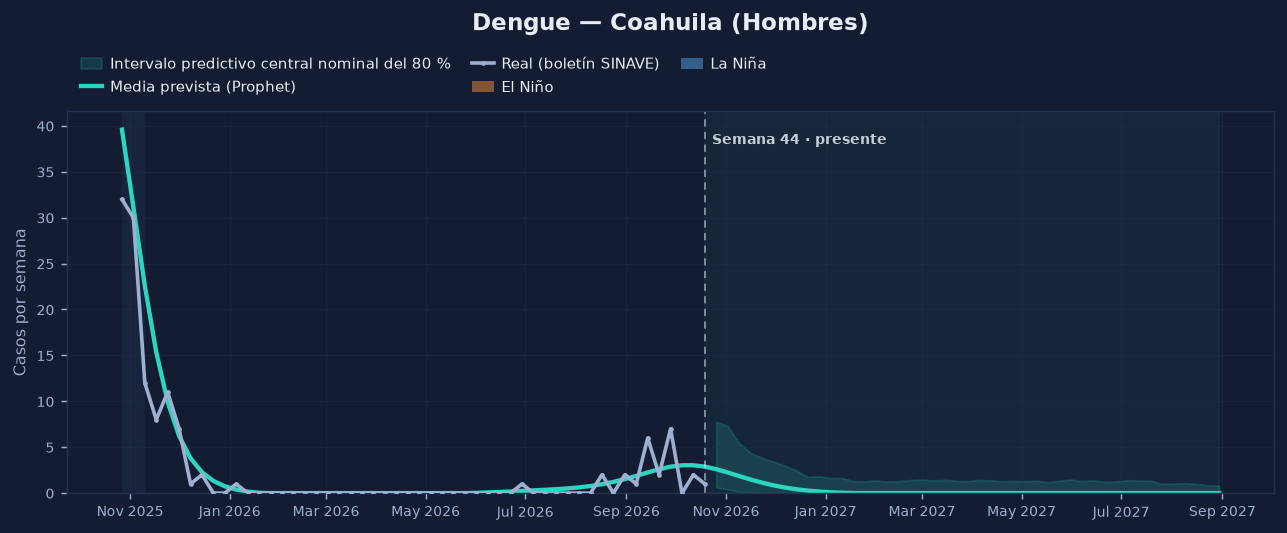 Dengue — Coahuila (Hombres)
Intervalo predictivo central nominal del 80 %
Real (boletín SINAVE)
La Niña
Media prevista (Prophet)
El Niño
Semana 44 · presente
Casos por semana
40
35
30
25
20
15
10
5
0
Nov 2025
Jan 2026
Mar 2026
May 2026
Jul 2026
Sep 2026
Nov 2026
Jan 2027
Mar 2027
May 2027
Jul 2027
Sep 2027